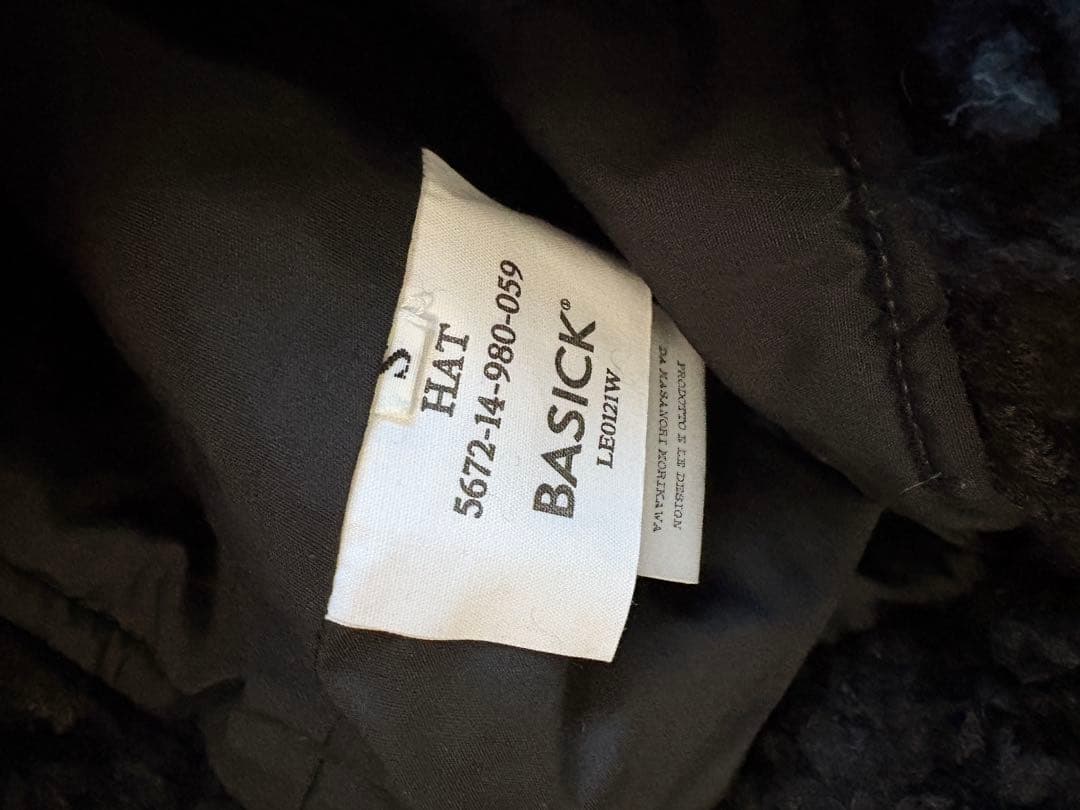 S
HAT
5672-14-980-059
BASICK®
LE0121W
PRODOTTO E LE DESIGN
DA MASANORI MORIKAWA